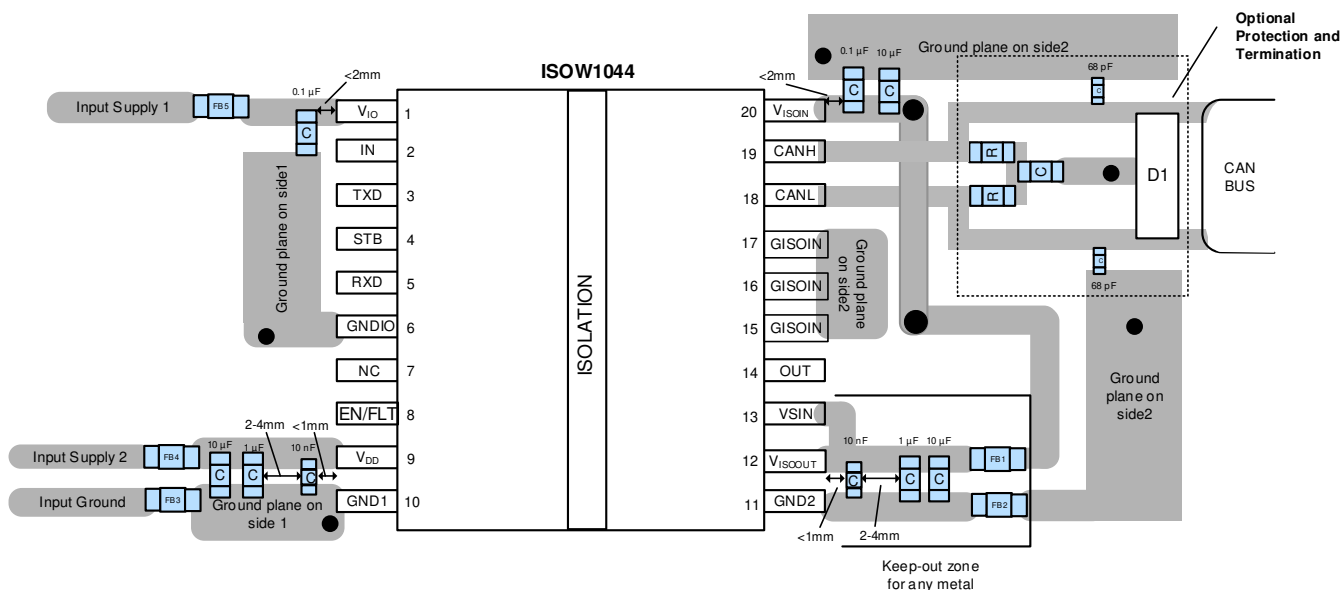 Optional
Protection and
Termination
ISOW1044
Ground plane on side2
0.1 µF
10 µF
68 pF
<2mm
C
C
C
Input Supply 1
FB5
0.1 µF
<2mm
C
Ground plane on side1
VIO
1
IN
2
TXD
3
STB
4
RXD
5
GNDIO
6
NC
7
EN/FLT
8
VDD
9
GND1
10
ISOLATION
20
VISOIN
19
CANH
18
CANL
17
GISOIN
16
GISOIN
15
GISOIN
14
OUT
13
VSIN
12
VISOOUT
11
GND2
Ground plane
on side2
R
R
C
D1
CAN
BUS
C
68 pF
Ground
plane on
side2
Input Supply 2
FB4
Input Ground
FB3
10 µF
1 µF
10 nF
2-4mm
<1mm
C
C
C
Ground plane on
side 1
10 nF
1 µF
10 µF
C
C
C
FB1
FB2
<1mm
2-4mm
Keep-out zone
for any metal